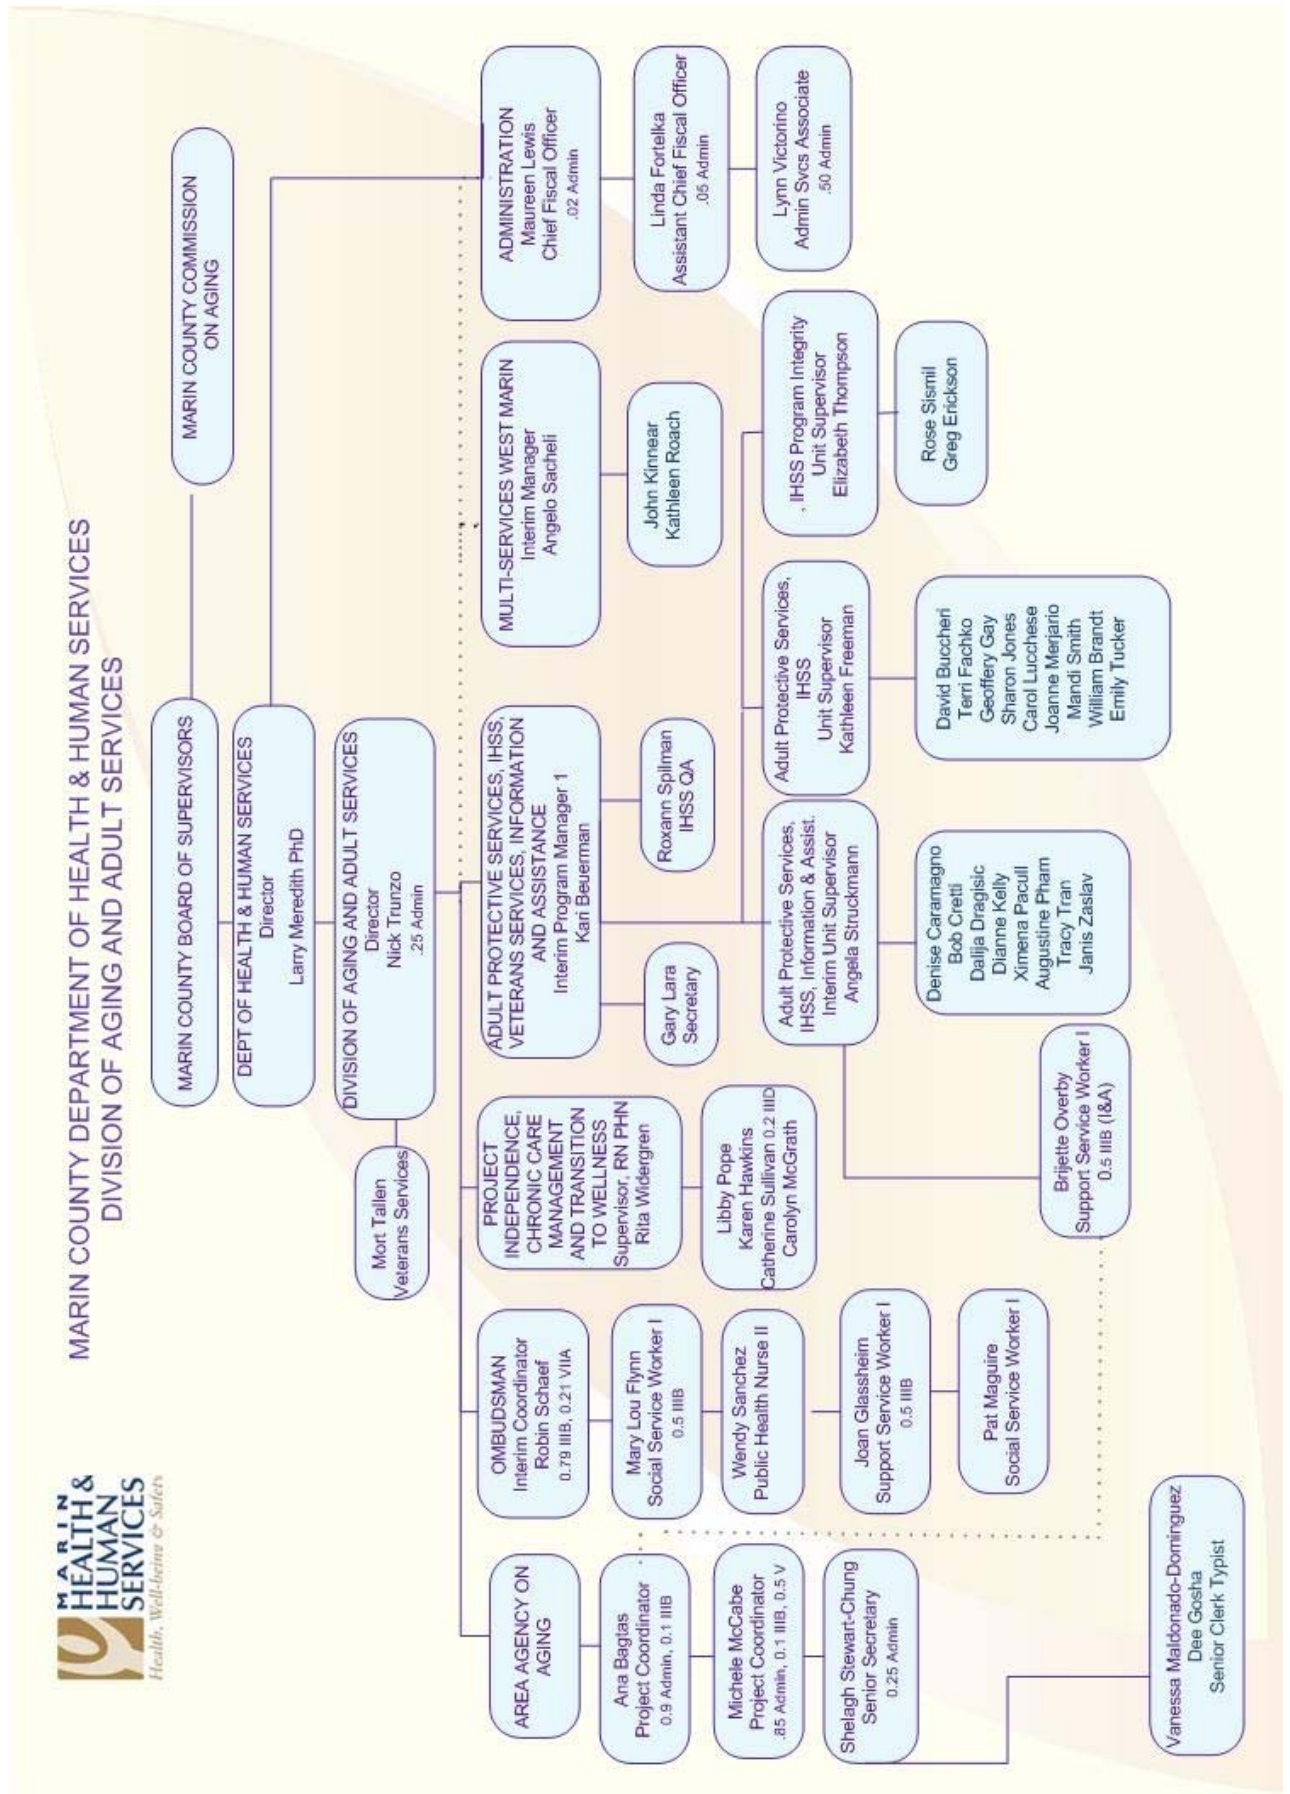 MARIN
HEALTH &
HUMAN
SERVICES
Health, Well-being & Safety
MARIN COUNTY DEPARTMENT OF HEALTH & HUMAN SERVICES
DIVISION OF AGING AND ADULT SERVICES
MARIN COUNTY BOARD OF SUPERVISORS
MARIN COUNTY COMMISSION
ON AGING
DEPT OF HEALTH & HUMAN SERVICES
Director
Larry Meredith PhD
DIVISION OF AGING AND ADULT SERVICES
Director
Nick Trunzo
.25 Admin
Mort Tallen
Veterans Services
AREA AGENCY ON
AGING
Ana Bagtas
Project Coordinator
0.9 Admin, 0.1 IIIB
Michele McCabe
Project Coordinator
.85 Admin, 0.1 IIIB, 0.5 V
Shelagh Stewart-Chung
Senior Secretary
0.25 Admin
Vanessa Maldonado-Dominguez
Dee Gosha
Senior Clerk Typist
OMBUDSMAN
Interim Coordinator
Robin Schaef
0.79 IIIB, 0.21 VIIA
Mary Lou Flynn
Social Service Worker I
0.5 IIIB
Wendy Sanchez
Public Health Nurse II
Joan Glassheim
Support Service Worker I
0.5 IIIB
Pat Maguire
Social Service Worker I
PROJECT
INDEPENDENCE,
CHRONIC CARE
MANAGEMENT
AND TRANSITION
TO WELLNESS
Supervisor, RN PHN
Rita Widergren
Libby Pope
Karen Hawkins
Catherine Sullivan 0.2 IIID
Carolyn McGrath
ADULT PROTECTIVE SERVICES, IHSS,
VETERANS SERVICES, INFORMATION
AND ASSISTANCE
Interim Program Manager 1
Kari Beuerman
Gary Lara
Secretary
Roxann Spilman
IHSS QA
Adult Protective Services,
IHSS, Information & Assist.
Interim Unit Supervisor
Angela Struckmann
Denise Caramagno
Bob Cretti
Dalija Dragisic
Dianne Kelly
Ximena Pacull
Augustine Pham
Tracy Tran
Janis Zaslav
Brijette Overby
Support Service Worker I
0.5 IIIB (I&A)
Adult Protective Services,
IHSS
Unit Supervisor
Kathleen Freeman
David Buccheri
Terri Fachko
Geoffery Gay
Sharon Jones
Carol Lucchese
Joanne Merjario
Mandi Smith
William Brandt
Emily Tucker
, IHSS Program Integrity
Unit Supervisor
Elizabeth Thompson
Rose Sismil
Greg Erickson
MULTI-SERVICES WEST MARIN
Interim Manager
Angelo Sacheli
John Kinnear
Kathleen Roach
ADMINISTRATION
Maureen Lewis
Chief Fiscal Officer
.02 Admin
Linda Fortelka
Assistant Chief Fiscal Officer
.05 Admin
Lynn Victorino
Admin Svcs Associate
.50 Admin